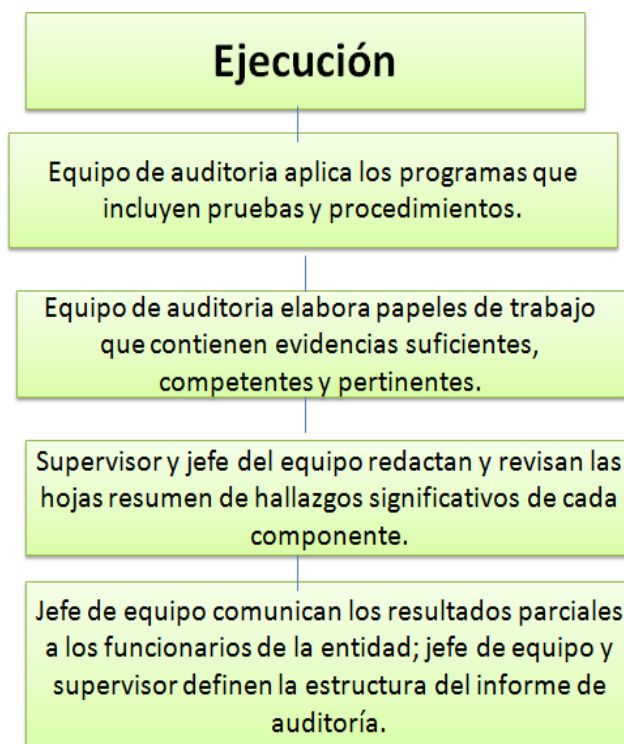 Ejecución
Equipo de auditoria aplica los programas que
incluyen pruebas y procedimientos.
Equipo de auditoria elabora papeles de trabajo
que contienen evidencias suficientes,
competentes y pertinentes.
Supervisor y jefe del equipo redactan y revisan las
hojas resumen de hallazgos significativos de cada
componente.
Jefe de equipo comunican los resultados parciales
a los funcionarios de la entidad; jefe de equipo y
supervisor definen la estructura del informe de
auditoría.